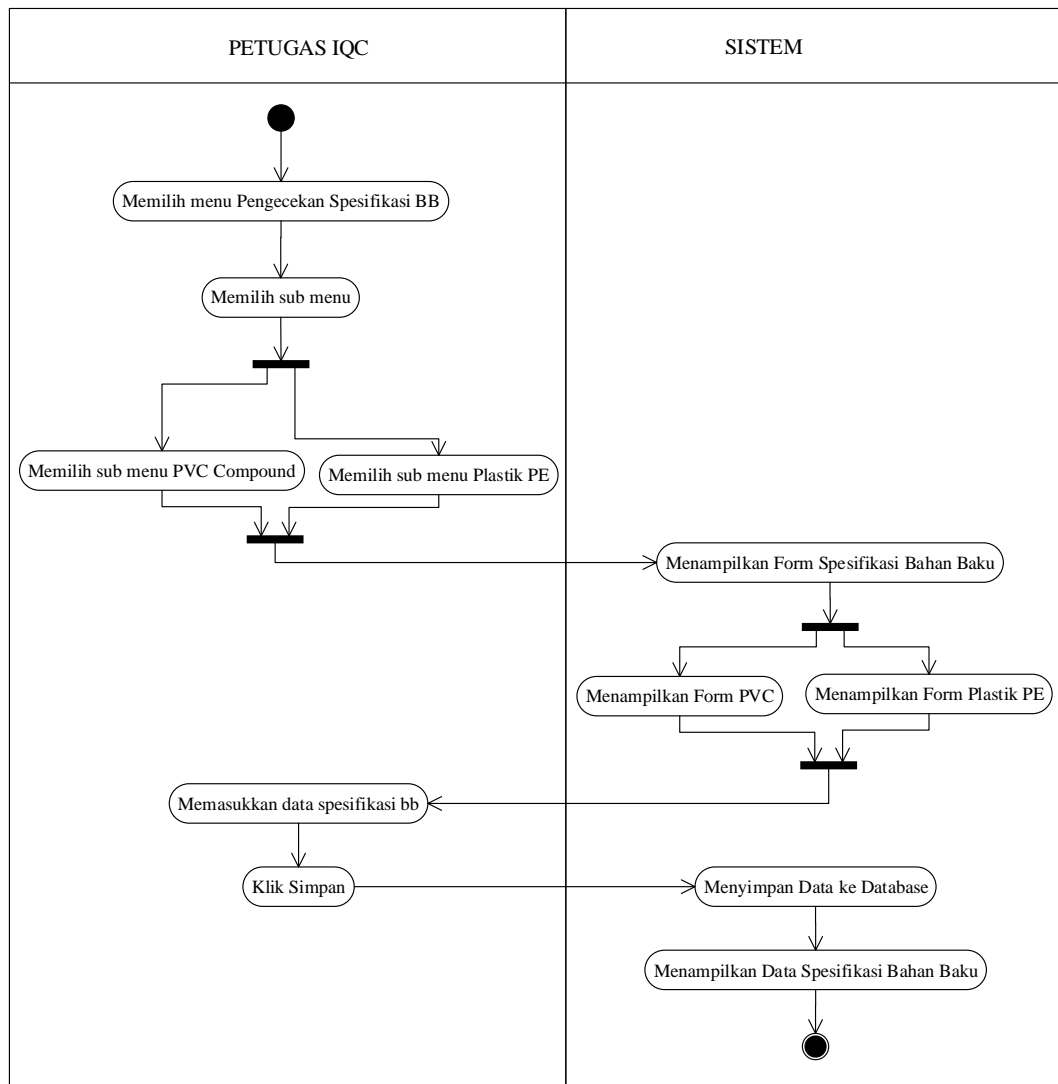 PETUGAS IQC
SISTEM
Memilih menu Pengecekan Spesifikasi BB
Memilih sub menu
Memilih sub menu PVC Compound
Memilih sub menu Plastik PE
Menampilkan Form Spesifikasi Bahan Baku
Menampilkan Form PVC
Menampilkan Form Plastik PE
Memasukkan data spesifikasi bb
Klik Simpan
Menyimpan Data ke Database
Menampilkan Data Spesifikasi Bahan Baku